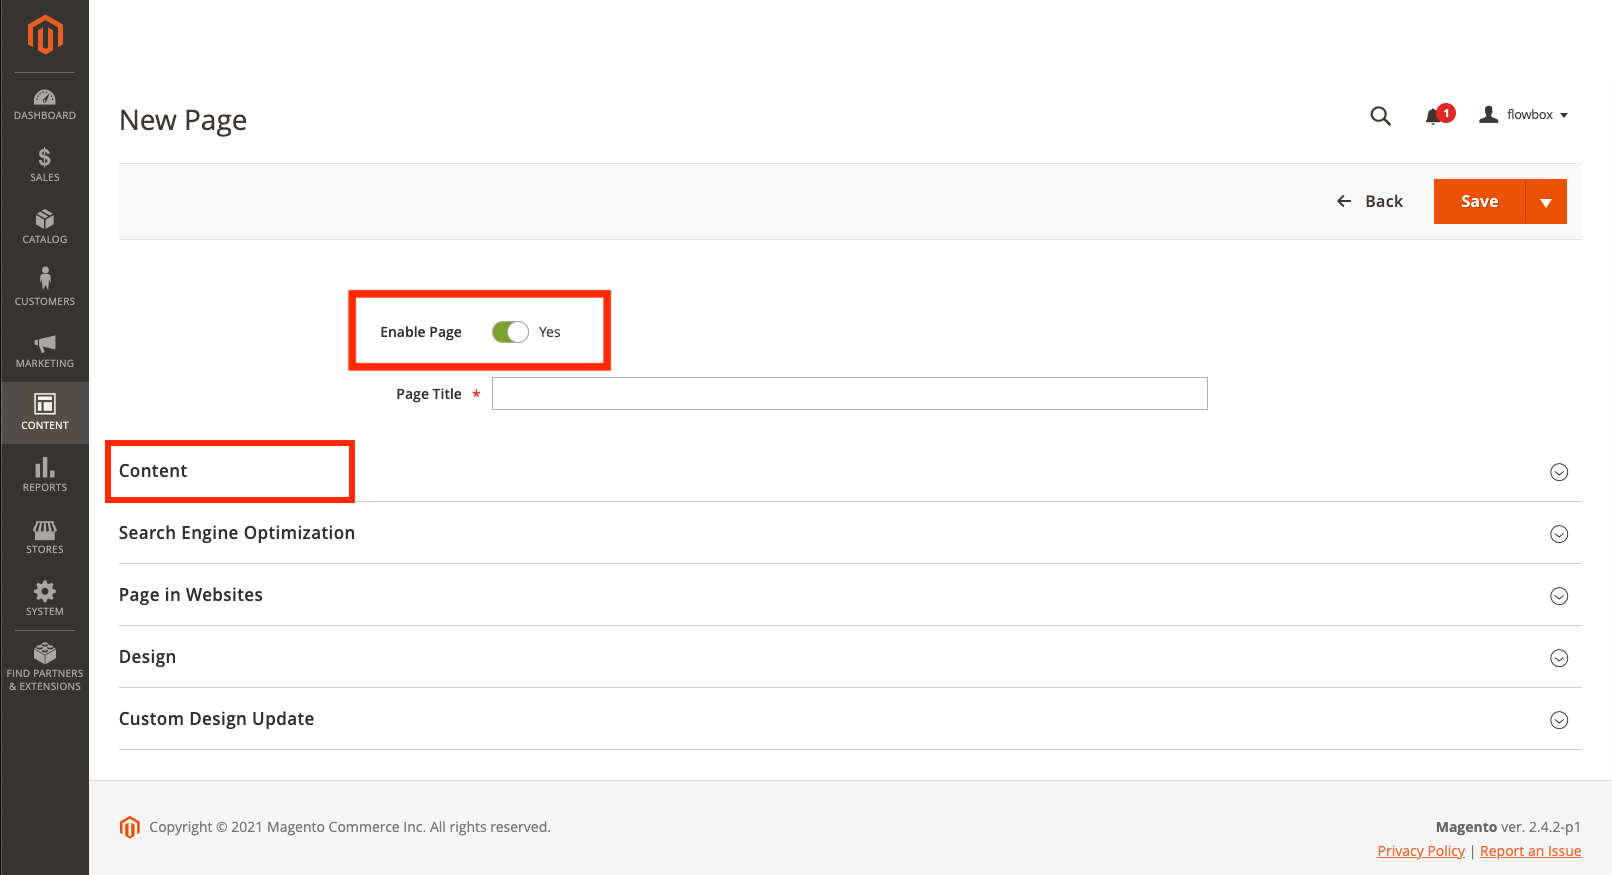 DASHBOARD
SALES
CATALOG
CUSTOMERS
MARKETING
CONTENT
REPORTS
STORES
SYSTEM
FIND PARTNERS
& EXTENSIONS
New Page
1
flowbox
Back
Save
Enable Page Yes
Page Title *
Content
Search Engine Optimization
Page in Websites
Design
Custom Design Update
Copyright © 2021 Magento Commerce Inc. All rights reserved.
Magento ver. 2.4.2-p1
Privacy Policy | Report an Issue